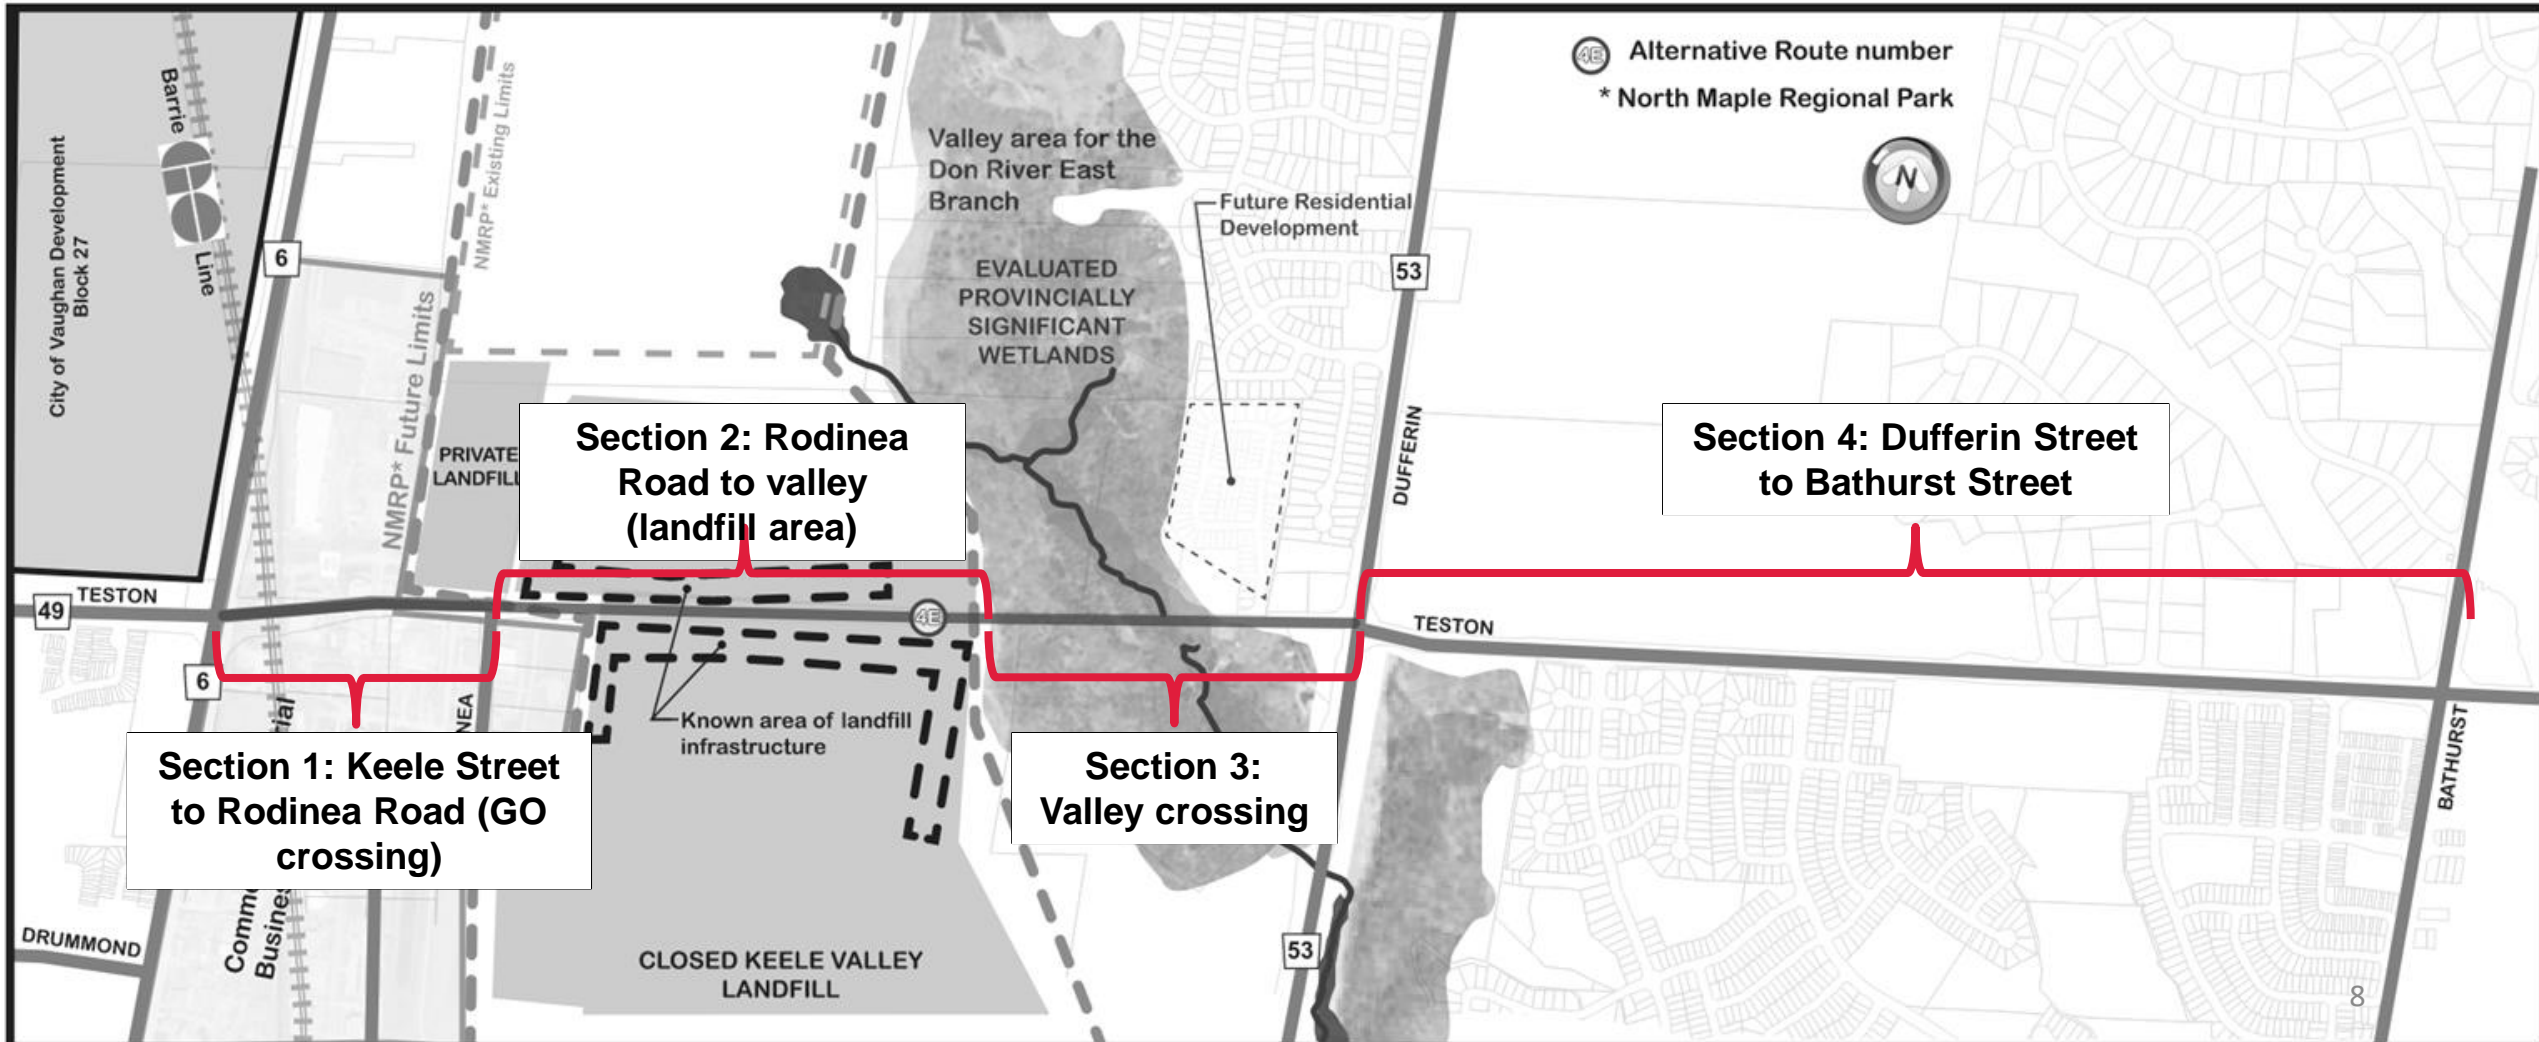 4E Alternative Route number
* North Maple Regional Park
N
Barrie
Line
City of Vaughan Development
Block 27
6
NMRP* Existing Limits
NMRP* Future Limits
Valley area for the
Don River East
Branch
EVALUATED
PROVINCIALLY
SIGNIFICANT
WETLANDS
Future Residential
Development
53
DUFFERIN
PRIVATE
LANDFILL
Section 2: Rodinea
Road to valley
(landfill area)
Section 4: Dufferin Street
to Bathurst Street
49
TESTON
4E
TESTON
6
Known area of landfill
infrastructure
Section 1: Keele Street
to Rodinea Road (GO
crossing)
Section 3:
Valley crossing
BATHURST
DRUMMOND
CLOSED KEELE VALLEY
LANDFILL
53
8